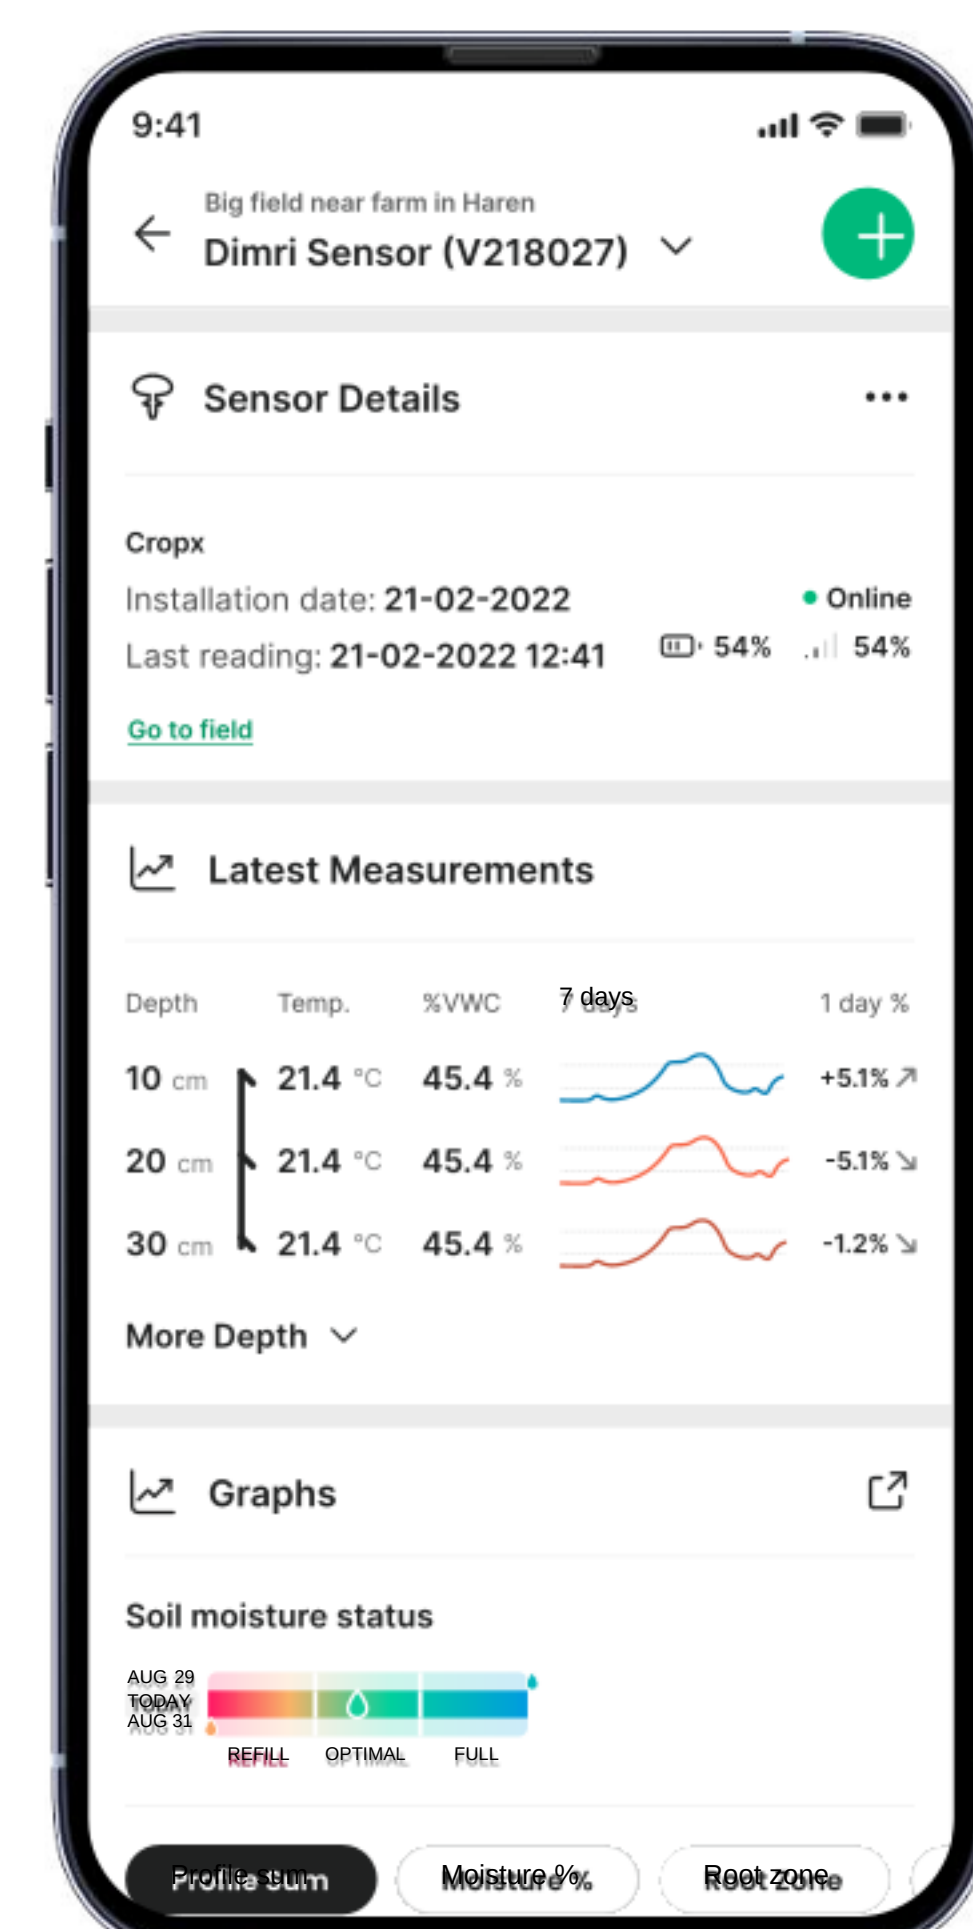 9:41
Big field near farm in Haren
Dimri Sensor (V218027)
Sensor Details
Cropx
Installation date: 21-02-2022
Online
Last reading: 21-02-2022 12:41
54% 54%
Go to field
Latest Measurements
Depth Temp. %VWC 7 days 1 day %
10 cm 21.4 °C 45.4 % +5.1%
20 cm 21.4 °C 45.4 % -5.1%
30 cm 21.4 °C 45.4 % -1.2%
More Depth
Graphs
Soil moisture status
AUG 29
TODAY
AUG 31
REFILL OPTIMAL FULL
Profile sum Moisture % Root zone